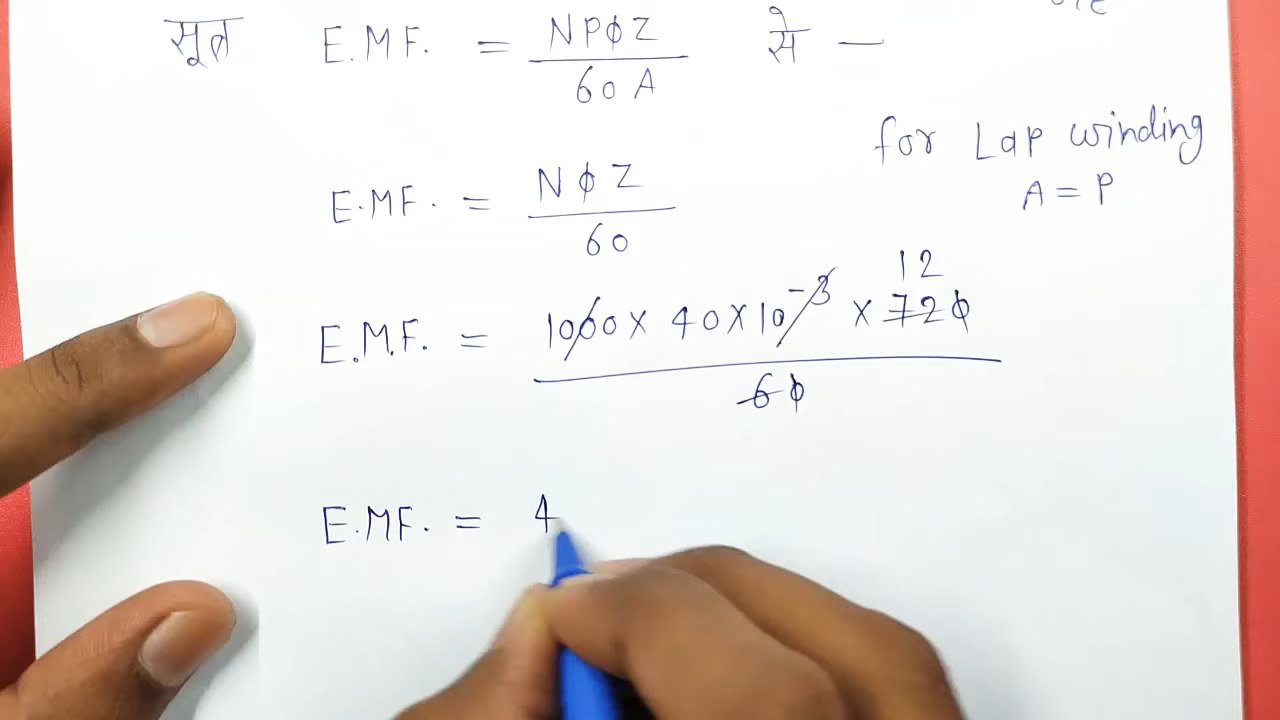 सूत्र E.M.F. = NPΦZ / 60 A से —
for Lap winding
A = P
E.M.F. = NΦZ / 60
12
E.M.F. = 1000 × 40 × 10⁻³ × 720 / 60
E.M.F. = 4